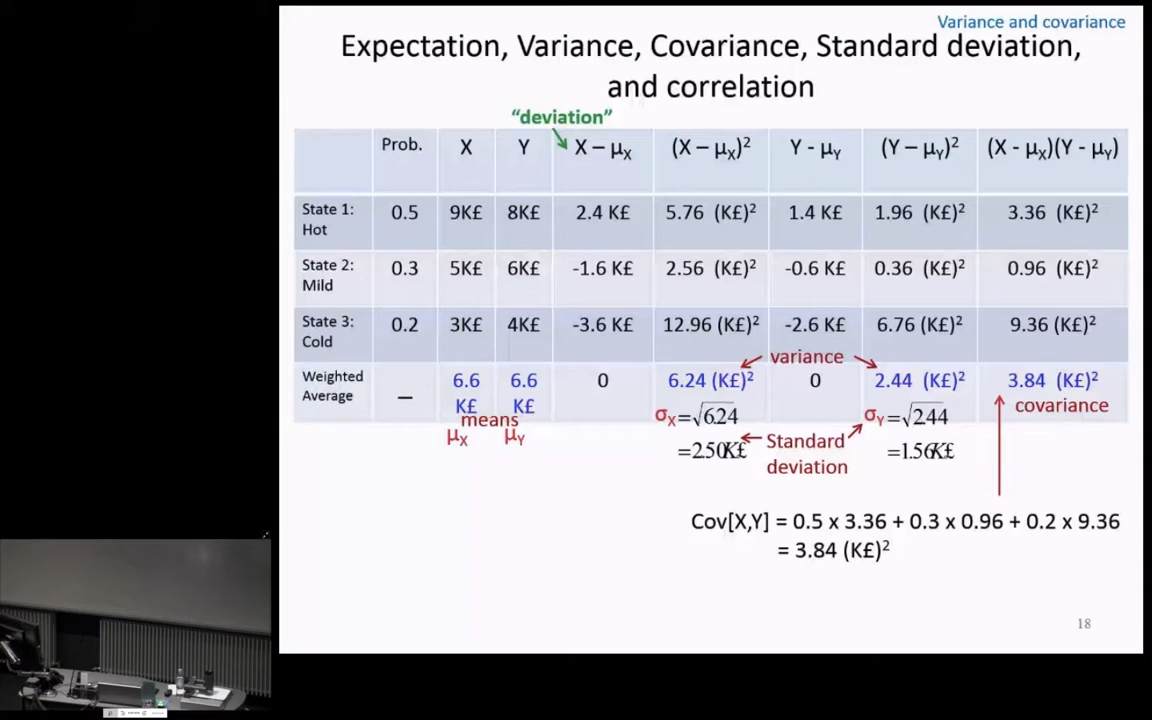 Variance and covariance
Expectation, Variance, Covariance, Standard deviation,
and correlation
"deviation"
Prob. X Y X – μX (X – μX)² Y - μY (Y – μY)² (X - μX)(Y - μY)
State 1:
Hot 0.5 9K£ 8K£ 2.4 K£ 5.76 (K£)² 1.4 K£ 1.96 (K£)² 3.36 (K£)²
State 2:
Mild 0.3 5K£ 6K£ -1.6 K£ 2.56 (K£)² -0.6 K£ 0.36 (K£)² 0.96 (K£)²
State 3:
Cold 0.2 3K£ 4K£ -3.6 K£ 12.96 (K£)² -2.6 K£ 6.76 (K£)² 9.36 (K£)²
variance
Weighted
Average – 6.6 K£ 6.6 K£ 0 6.24 (K£)² 0 2.44 (K£)² 3.84 (K£)²
means
μX μY
σX=√6.24
=2.50K£
Standard
deviation
σY=√2.44
=1.56K£
covariance
Cov[X,Y] = 0.5 x 3.36 + 0.3 x 0.96 + 0.2 x 9.36
= 3.84 (K£)²
18